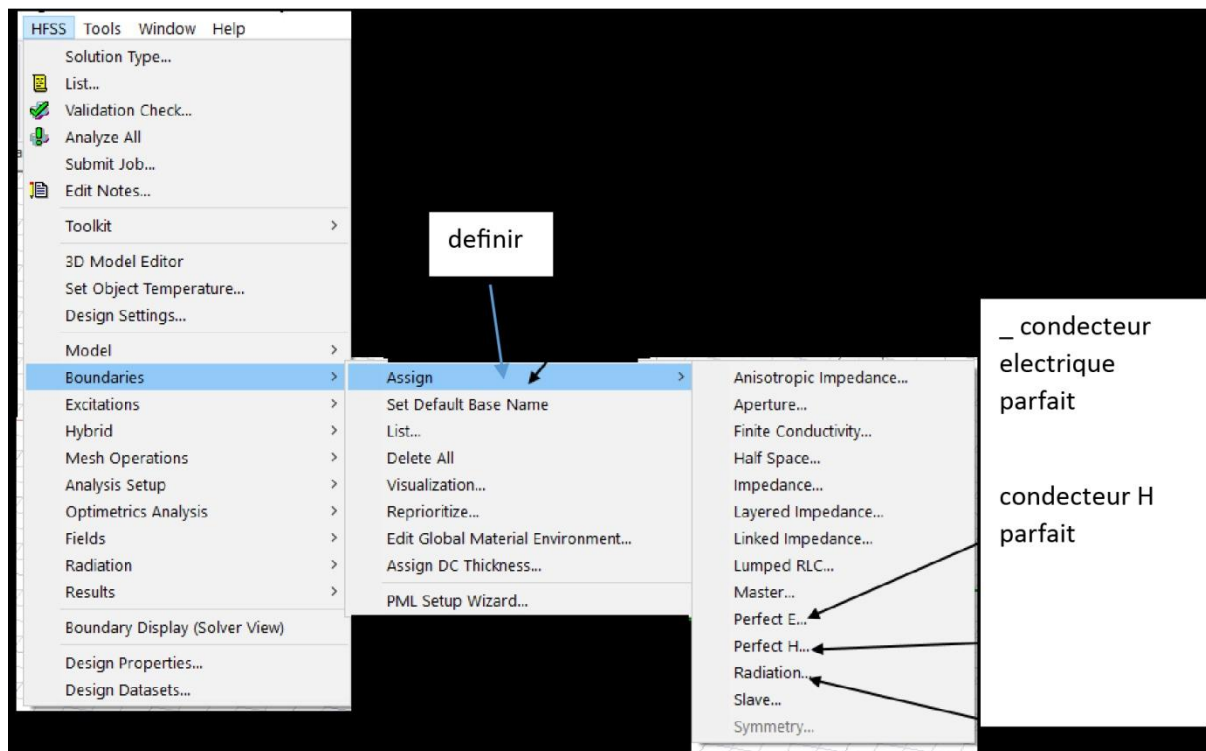 HFSS Tools Window Help
Solution Type...
List...
Validation Check...
Analyze All
Submit Job...
Edit Notes...
Toolkit
3D Model Editor
Set Object Temperature...
Design Settings...
Model
Boundaries
Excitations
Hybrid
Mesh Operations
Analysis Setup
Optimetrics Analysis
Fields
Radiation
Results
Boundary Display (Solver View)
Design Properties...
Design Datasets...
definir
Assign
Set Default Base Name
List...
Delete All
Visualization...
Reprioritize...
Edit Global Material Environment...
Assign DC Thickness...
PML Setup Wizard...
Anisotropic Impedance...
Aperture...
Finite Conductivity...
Half Space...
Impedance...
Layered Impedance...
Linked Impedance...
Lumped RLC...
Master...
Perfect E...
Perfect H...
Radiation...
Slave...
Symmetry...
_ condecteur
electrique
parfait
condecteur H
parfait